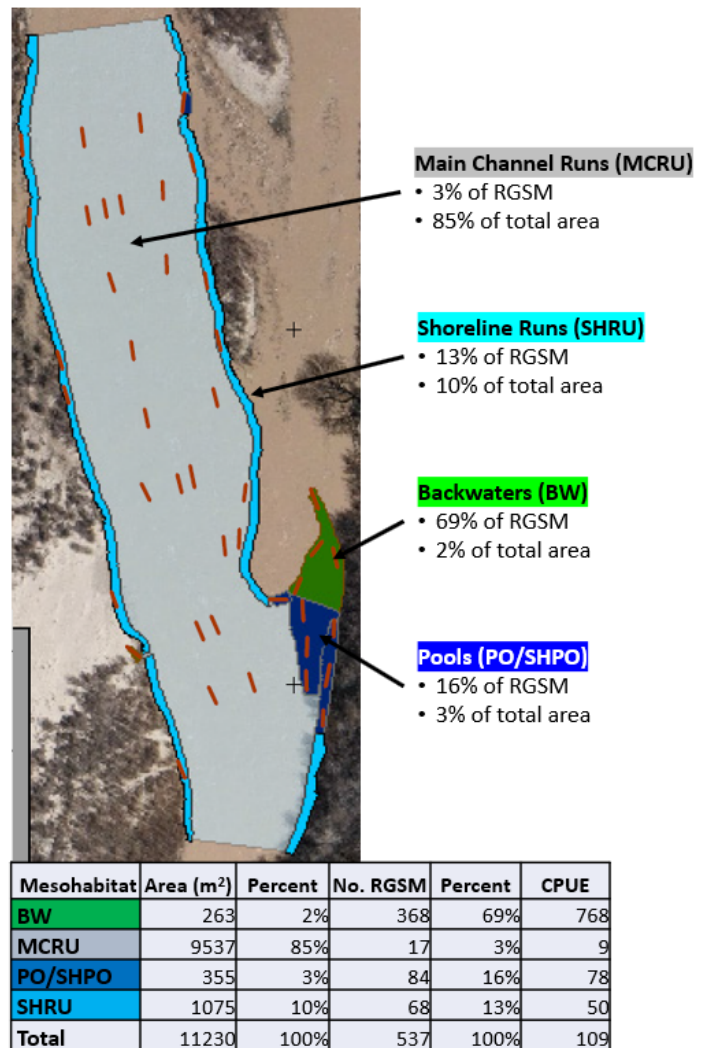 Main Channel Runs (MCRU)
• 3% of RGSM
• 85% of total area
Shoreline Runs (SHRU)
• 13% of RGSM
• 10% of total area
Backwaters (BW)
• 69% of RGSM
• 2% of total area
Pools (PO/SHPO)
• 16% of RGSM
• 3% of total area
Mesohabitat Area (m²) Percent No. RGSM Percent CPUE
BW 263 2% 368 69% 768
MCRU 9537 85% 17 3% 9
PO/SHPO 355 3% 84 16% 78
SHRU 1075 10% 68 13% 50
Total 11230 100% 537 100% 109